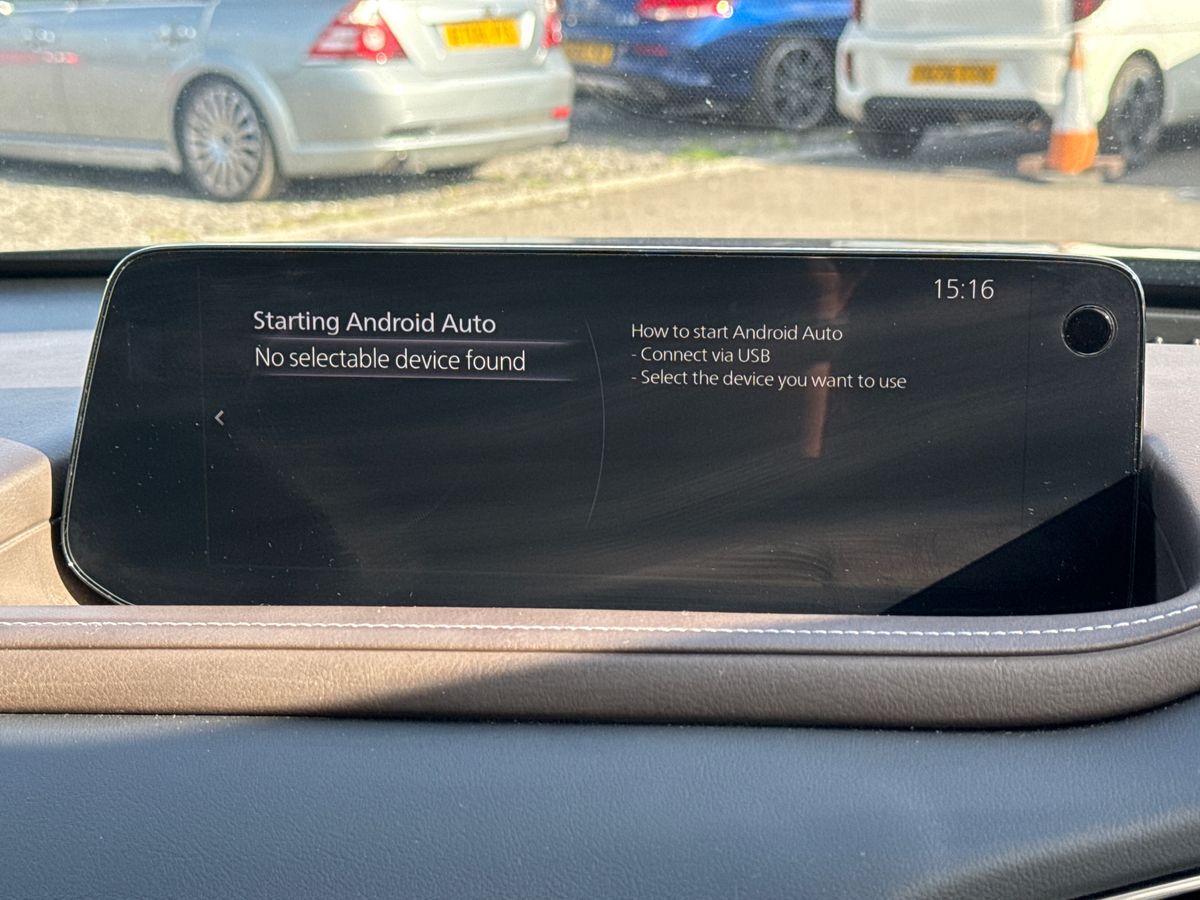 15:16
Starting Android Auto
No selectable device found
How to start Android Auto
- Connect via USB
- Select the device you want to use